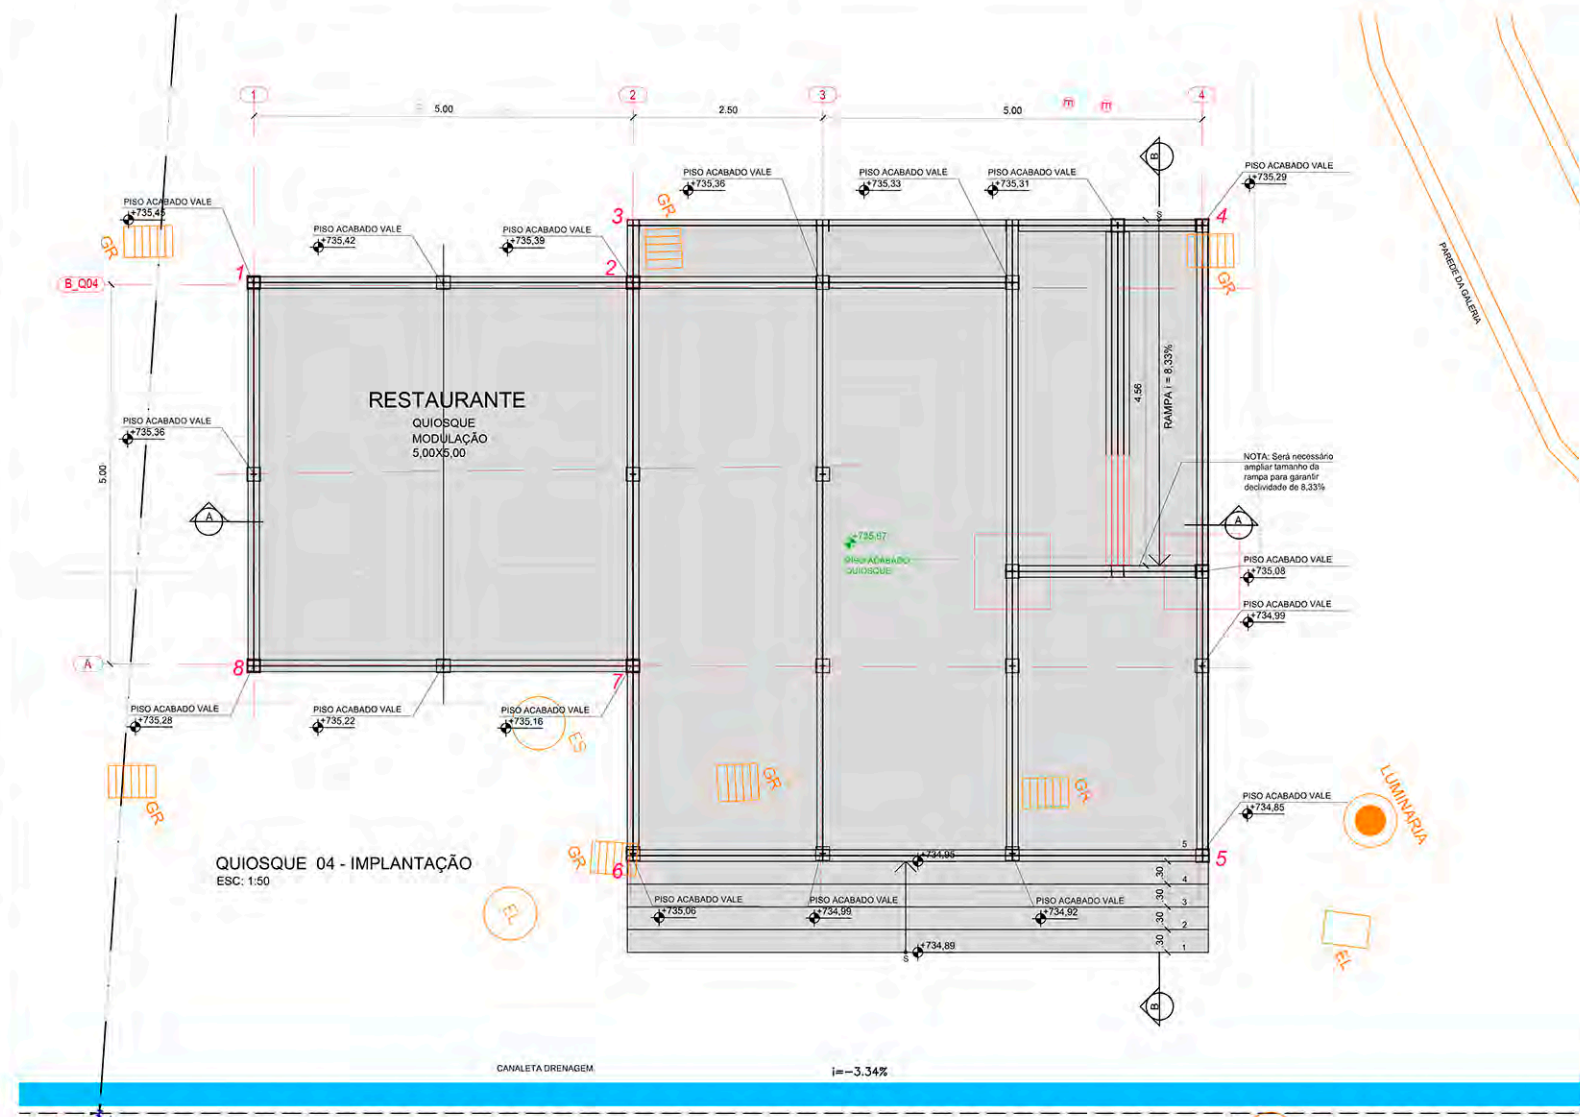 1
2
3
4
5.00
2.50
5.00
m
m
B
PISO ACABADO VALE
+735,36
PISO ACABADO VALE
+735,33
PISO ACABADO VALE
+735,31
PISO ACABADO VALE
+735,29
PISO ACABADO VALE
+735,45
GR
PISO ACABADO VALE
+735,42
PISO ACABADO VALE
+735,39
3
GR
S
4
GR
B_Q04
1
2
PAREDE DA GALERIA
RESTAURANTE
QUIOSQUE
MODULAÇÃO
5,00X5,00
4.56
RAMPA i = 8,33%
PISO ACABADO VALE
+735,36
5.00
A
NOTA: Será necessário
ampliar tamanho da
rampa para garantir
declividade de 8,33%
A
+735,67
PISO ACABADO
QUIOSQUE
PISO ACABADO VALE
+735,08
PISO ACABADO VALE
+734,99
A
8
7
PISO ACABADO VALE
+735,28
PISO ACABADO VALE
+735,22
PISO ACABADO VALE
+735,16
ES
GR
GR
GR
PISO ACABADO VALE
+734,85
LUMINARIA
QUIOSQUE 04 - IMPLANTAÇÃO
ESC: 1:50
GR
6
+734,95
5
5
.30
4
.30
3
.30
2
.30
1
EL
PISO ACABADO VALE
+735,06
PISO ACABADO VALE
+734,99
PISO ACABADO VALE
+734,92
+734,89
S
EL
B
CANALETA DRENAGEM
i=-3.34%